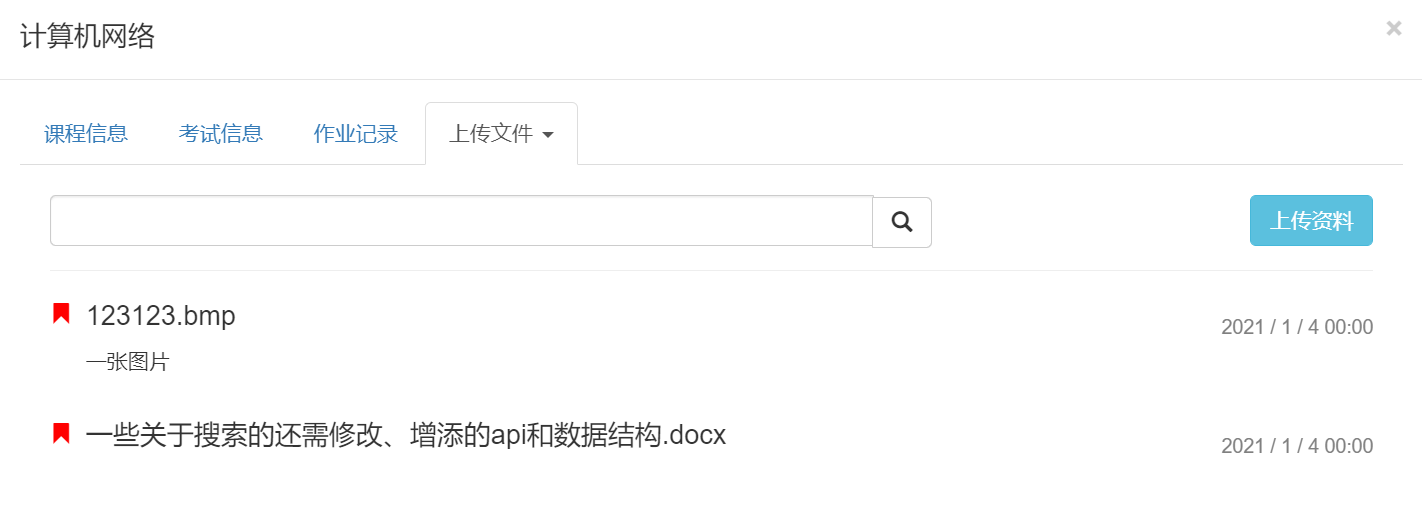 计算机网络
×
课程信息 考试信息 作业记录 上传文件
上传资料
123123.bmp
2021 / 1 / 4 00:00
一张图片
一些关于搜索的还需修改、增添的api和数据结构.docx
2021 / 1 / 4 00:00